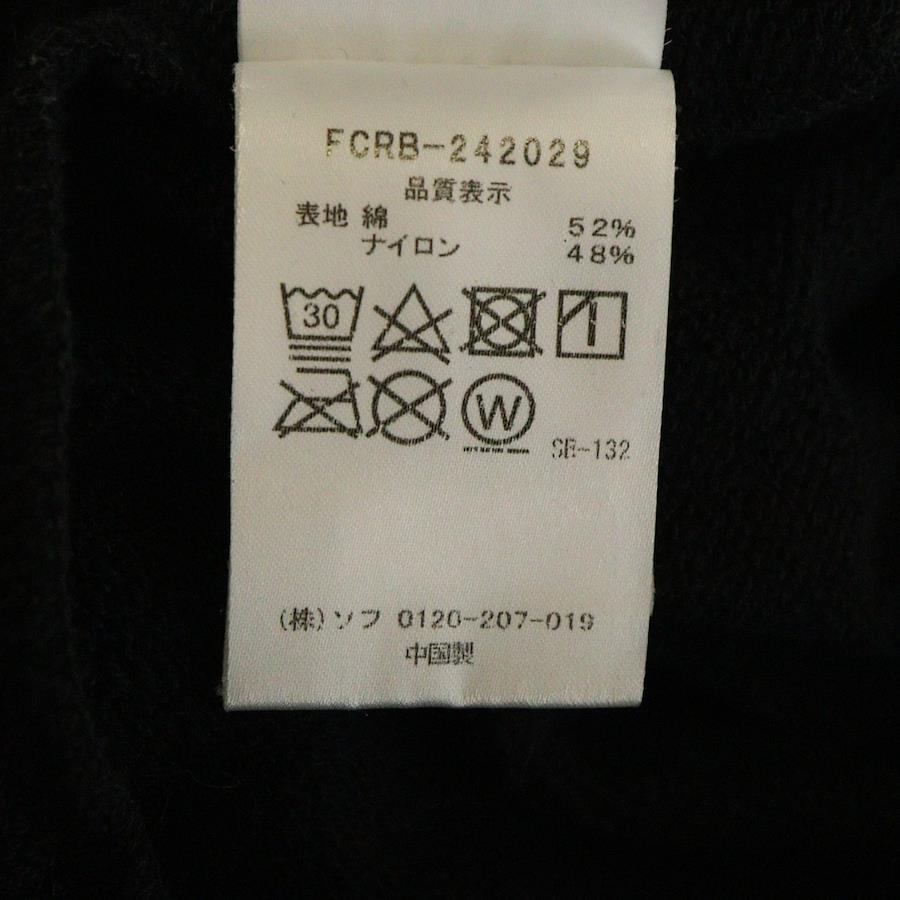 FCRB-242029
品質表示
表地 綿 52%
ナイロン 48%
30
W
SE-132
(株)ソフ 0120-207-019
中国製